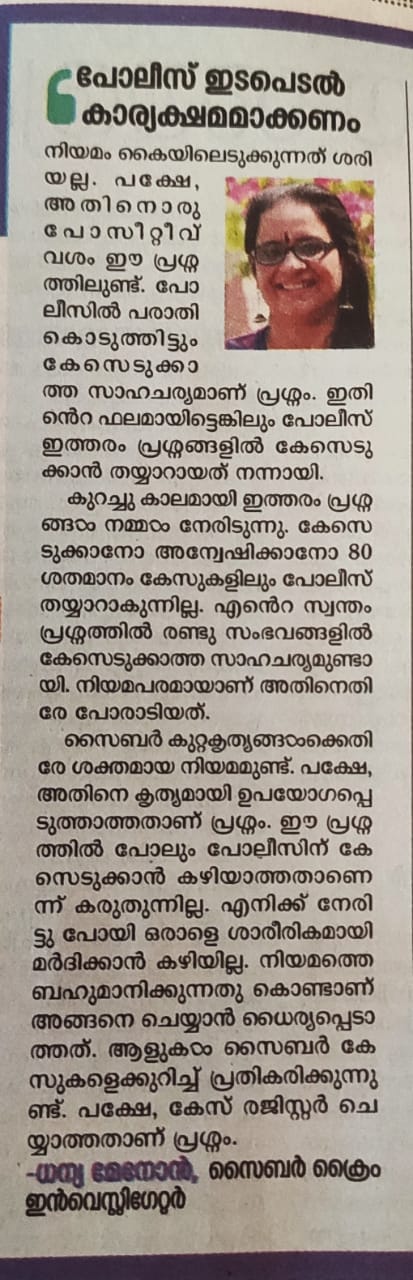 പോലീസ് ഇടപെടൽ
കാര്യക്ഷമമാക്കണം
നിയമം കൈയിലെടുക്കുന്നത് ശരി
യല്ല. പക്ഷേ,
അതിനൊരു
പോസീറ്റീവ്
വശം ഈ പ്രശ്ന
ത്തിലുണ്ട്. പോ
ലീസിൽ പരാതി
കൊടുത്തിട്ടും
കേസെടുക്കാ
ത്ത സാഹചര്യമാണ് പ്രശ്നം. ഇതി
ൻെറ ഫലമായിട്ടെങ്കിലും പോലീസ്
ഇത്തരം പ്രശ്നങ്ങളിൽ കേസെടു
ക്കാൻ തയ്യാറായത് നന്നായി.
കുറച്ചു കാലമായി ഇത്തരം പ്രശ്ന
ങ്ങൾ നമ്മൾ നേരിടുന്നു. കേസെ
ടുക്കാനോ അന്വേഷിക്കാനോ 80
ശതമാനം കേസുകളിലും പോലീസ്
തയ്യാറാകുന്നില്ല. എൻെറ സ്വന്തം
പ്രശ്നത്തിൽ രണ്ടു സംഭവങ്ങളിൽ
കേസെടുക്കാത്ത സാഹചര്യമുണ്ടാ
യി. നിയമപരമായാണ് അതിനെതി
രേ പോരാടിയത്.
സൈബർ കുറ്റകൃത്യങ്ങൾക്കെതി
രേ ശക്തമായ നിയമമുണ്ട്. പക്ഷേ,
അതിനെ കൃത്യമായി ഉപയോഗപ്പെ
ടുത്താത്തതാണ് പ്രശ്നം. ഈ പ്രശ്ന
ത്തിൽ പോലും പോലീസിന് കേ
സെടുക്കാൻ കഴിയാത്തതാണെ
ന്ന് കരുതുന്നില്ല. എനിക്ക് നേരി
ട്ടു പോയി ഒരാളെ ശാരീരികമായി
മർദിക്കാൻ കഴിയില്ല. നിയമത്തെ
ബഹുമാനിക്കുന്നതു കൊണ്ടാണ്
അങ്ങനെ ചെയ്യാൻ ധൈര്യപ്പെടാ
ത്തത്. ആളുകൾ സൈബർ കേ
സുകളെക്കുറിച്ച് പ്രതികരിക്കുന്നു
ണ്ട്. പക്ഷേ, കേസ് രജിസ്റ്റർ ചെ
യ്യാത്തതാണ് പ്രശ്നം.
-ധന്യ മേനോൻ, സൈബർ ക്രൈം
ഇൻവെസ്റ്റിഗേറ്റർ